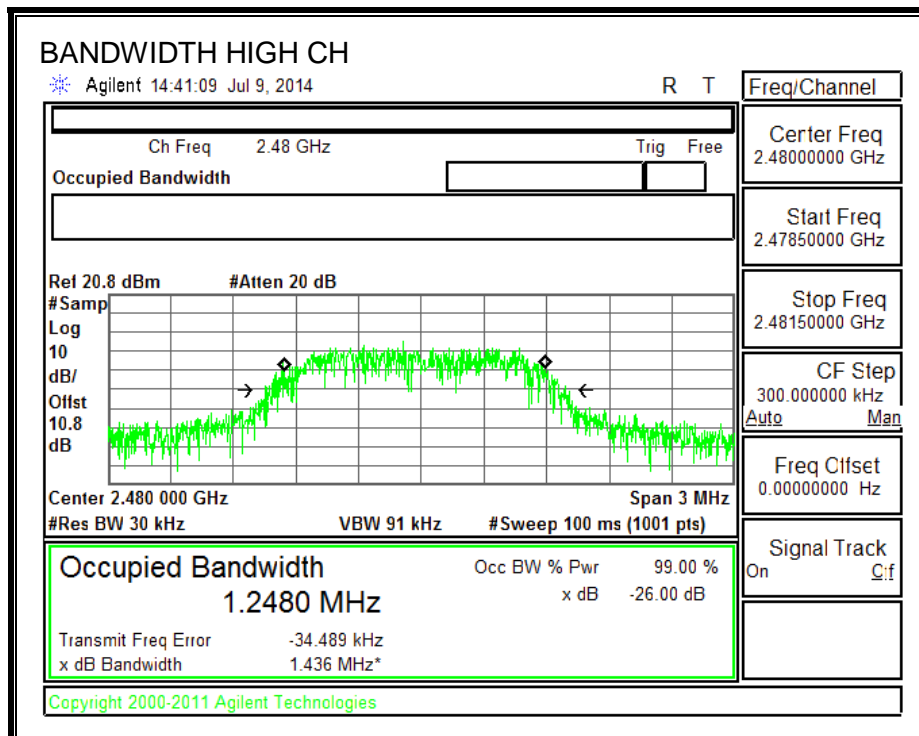 BANDWIDTH HIGH CH
Agilent 14:41:09 Jul 9, 2014 R T
Freq/Channel
Ch Freq 2.48 GHz Trig Free
Occupied Bandwidth
Center Freq
2.48000000 GHz
Start Freq
2.47850000 GHz
Stop Freq
2.48150000 GHz
CF Step
300.000000 kHz
Auto Man
Freq Offset
0.00000000 Hz
Signal Track
On Off
Ref 20.8 dBm #Atten 20 dB
#Samp
Log
10
dB/
Offst
10.8
dB
Center 2.480 000 GHz Span 3 MHz
#Res BW 30 kHz VBW 91 kHz #Sweep 100 ms (1001 pts)
Occupied Bandwidth
1.2480 MHz
Occ BW % Pwr 99.00 %
x dB -26.00 dB
Transmit Freq Error -34.489 kHz
x dB Bandwidth 1.436 MHz*
Copyright 2000-2011 Agilent Technologies